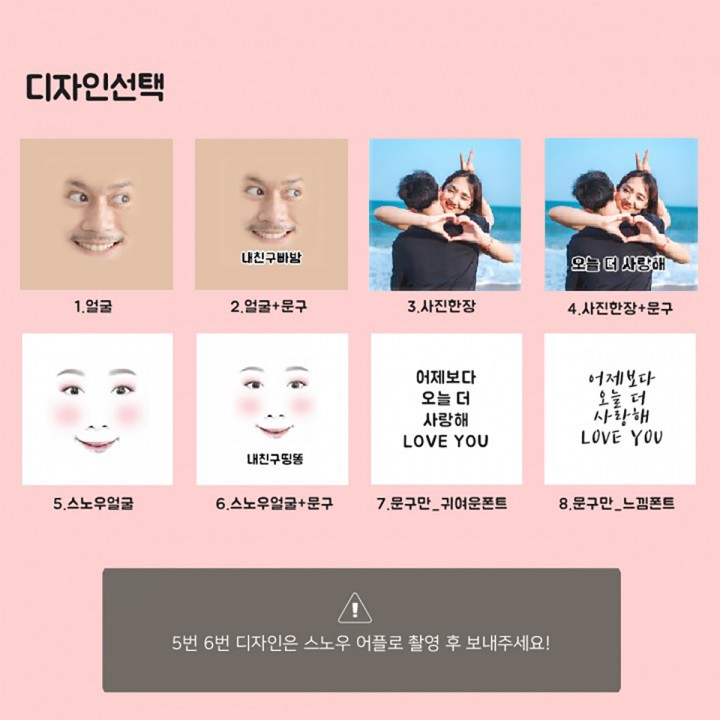 디자인선택
내친구빠밤
오늘 더 사랑해
1.얼굴
2.얼굴+문구
3.사진한장
4.사진한장+문구
내친구띵똥
어제보다
오늘 더
사랑해
LOVE YOU
어제보다
오늘 더
사랑해
LOVE YOU
5.스노우얼굴
6.스노우얼굴+문구
7.문구만_귀여운폰트
8.문구만_느낌폰트
5번 6번 디자인은 스노우 어플로 촬영 후 보내주세요!